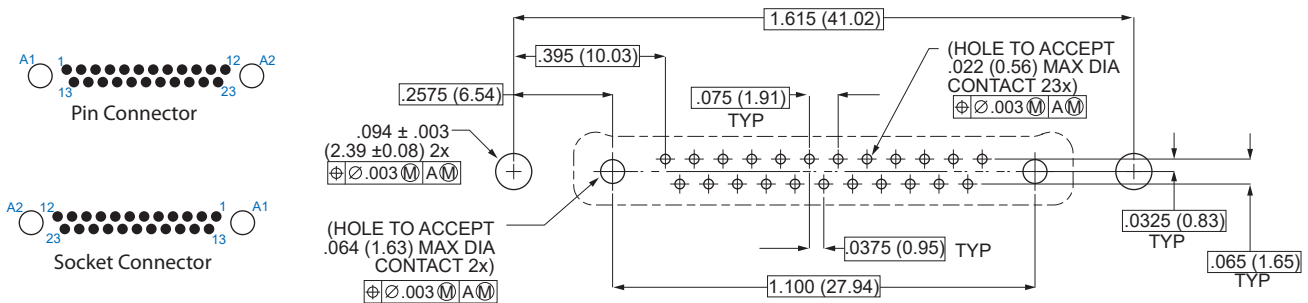 A1
1
12
A2
13
23
Pin Connector
A2
12
1
A1
23
13
Socket Connector
1.615 (41.02)
.395 (10.03)
(HOLE TO ACCEPT
.022 (0.56) MAX DIA
CONTACT 23x)
⌖ ∅.003 Ⓜ A Ⓜ
.2575 (6.54)
.075 (1.91)
TYP
.094 ± .003
(2.39 ±0.08) 2x
⌖ ∅.003 Ⓜ A Ⓜ
(HOLE TO ACCEPT
.064 (1.63) MAX DIA
CONTACT 2x)
⌖ ∅.003 Ⓜ A Ⓜ
.0375 (0.95) TYP
1.100 (27.94)
.0325 (0.83)
TYP
.065 (1.65)
TYP